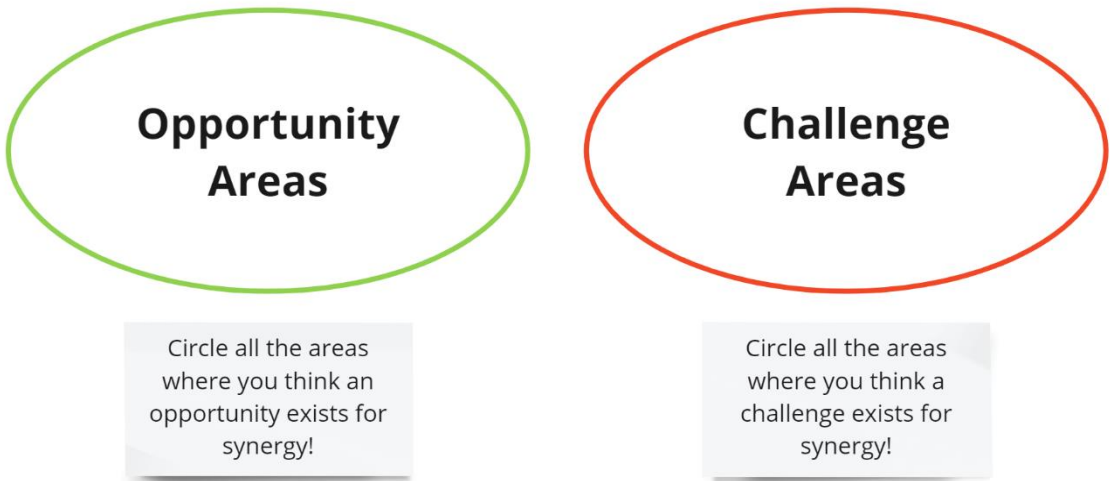 Opportunity
Areas
Challenge
Areas
Circle all the areas
where you think an
opportunity exists for
synergy!
Circle all the areas
where you think a
challenge exists for
synergy!